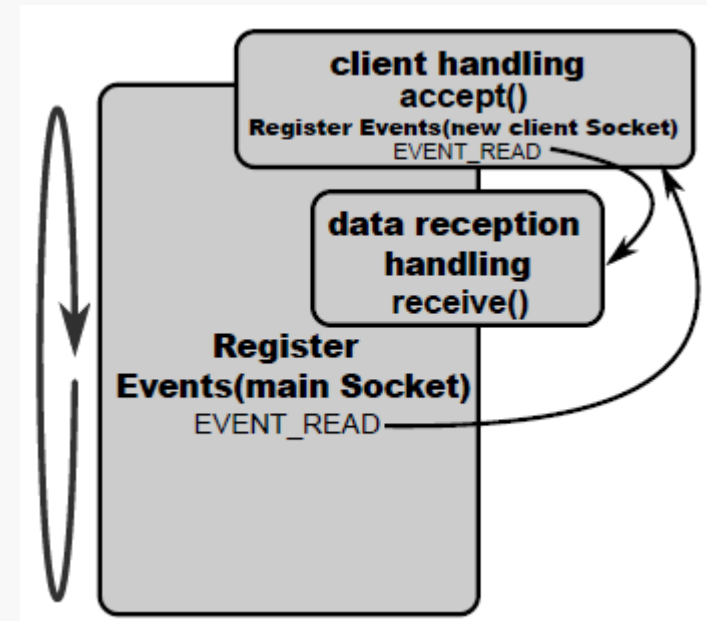 client handling
accept()
Register Events(new client Socket)
EVENT_READ
data reception
handling
receive()
Register
Events(main Socket)
EVENT_READ